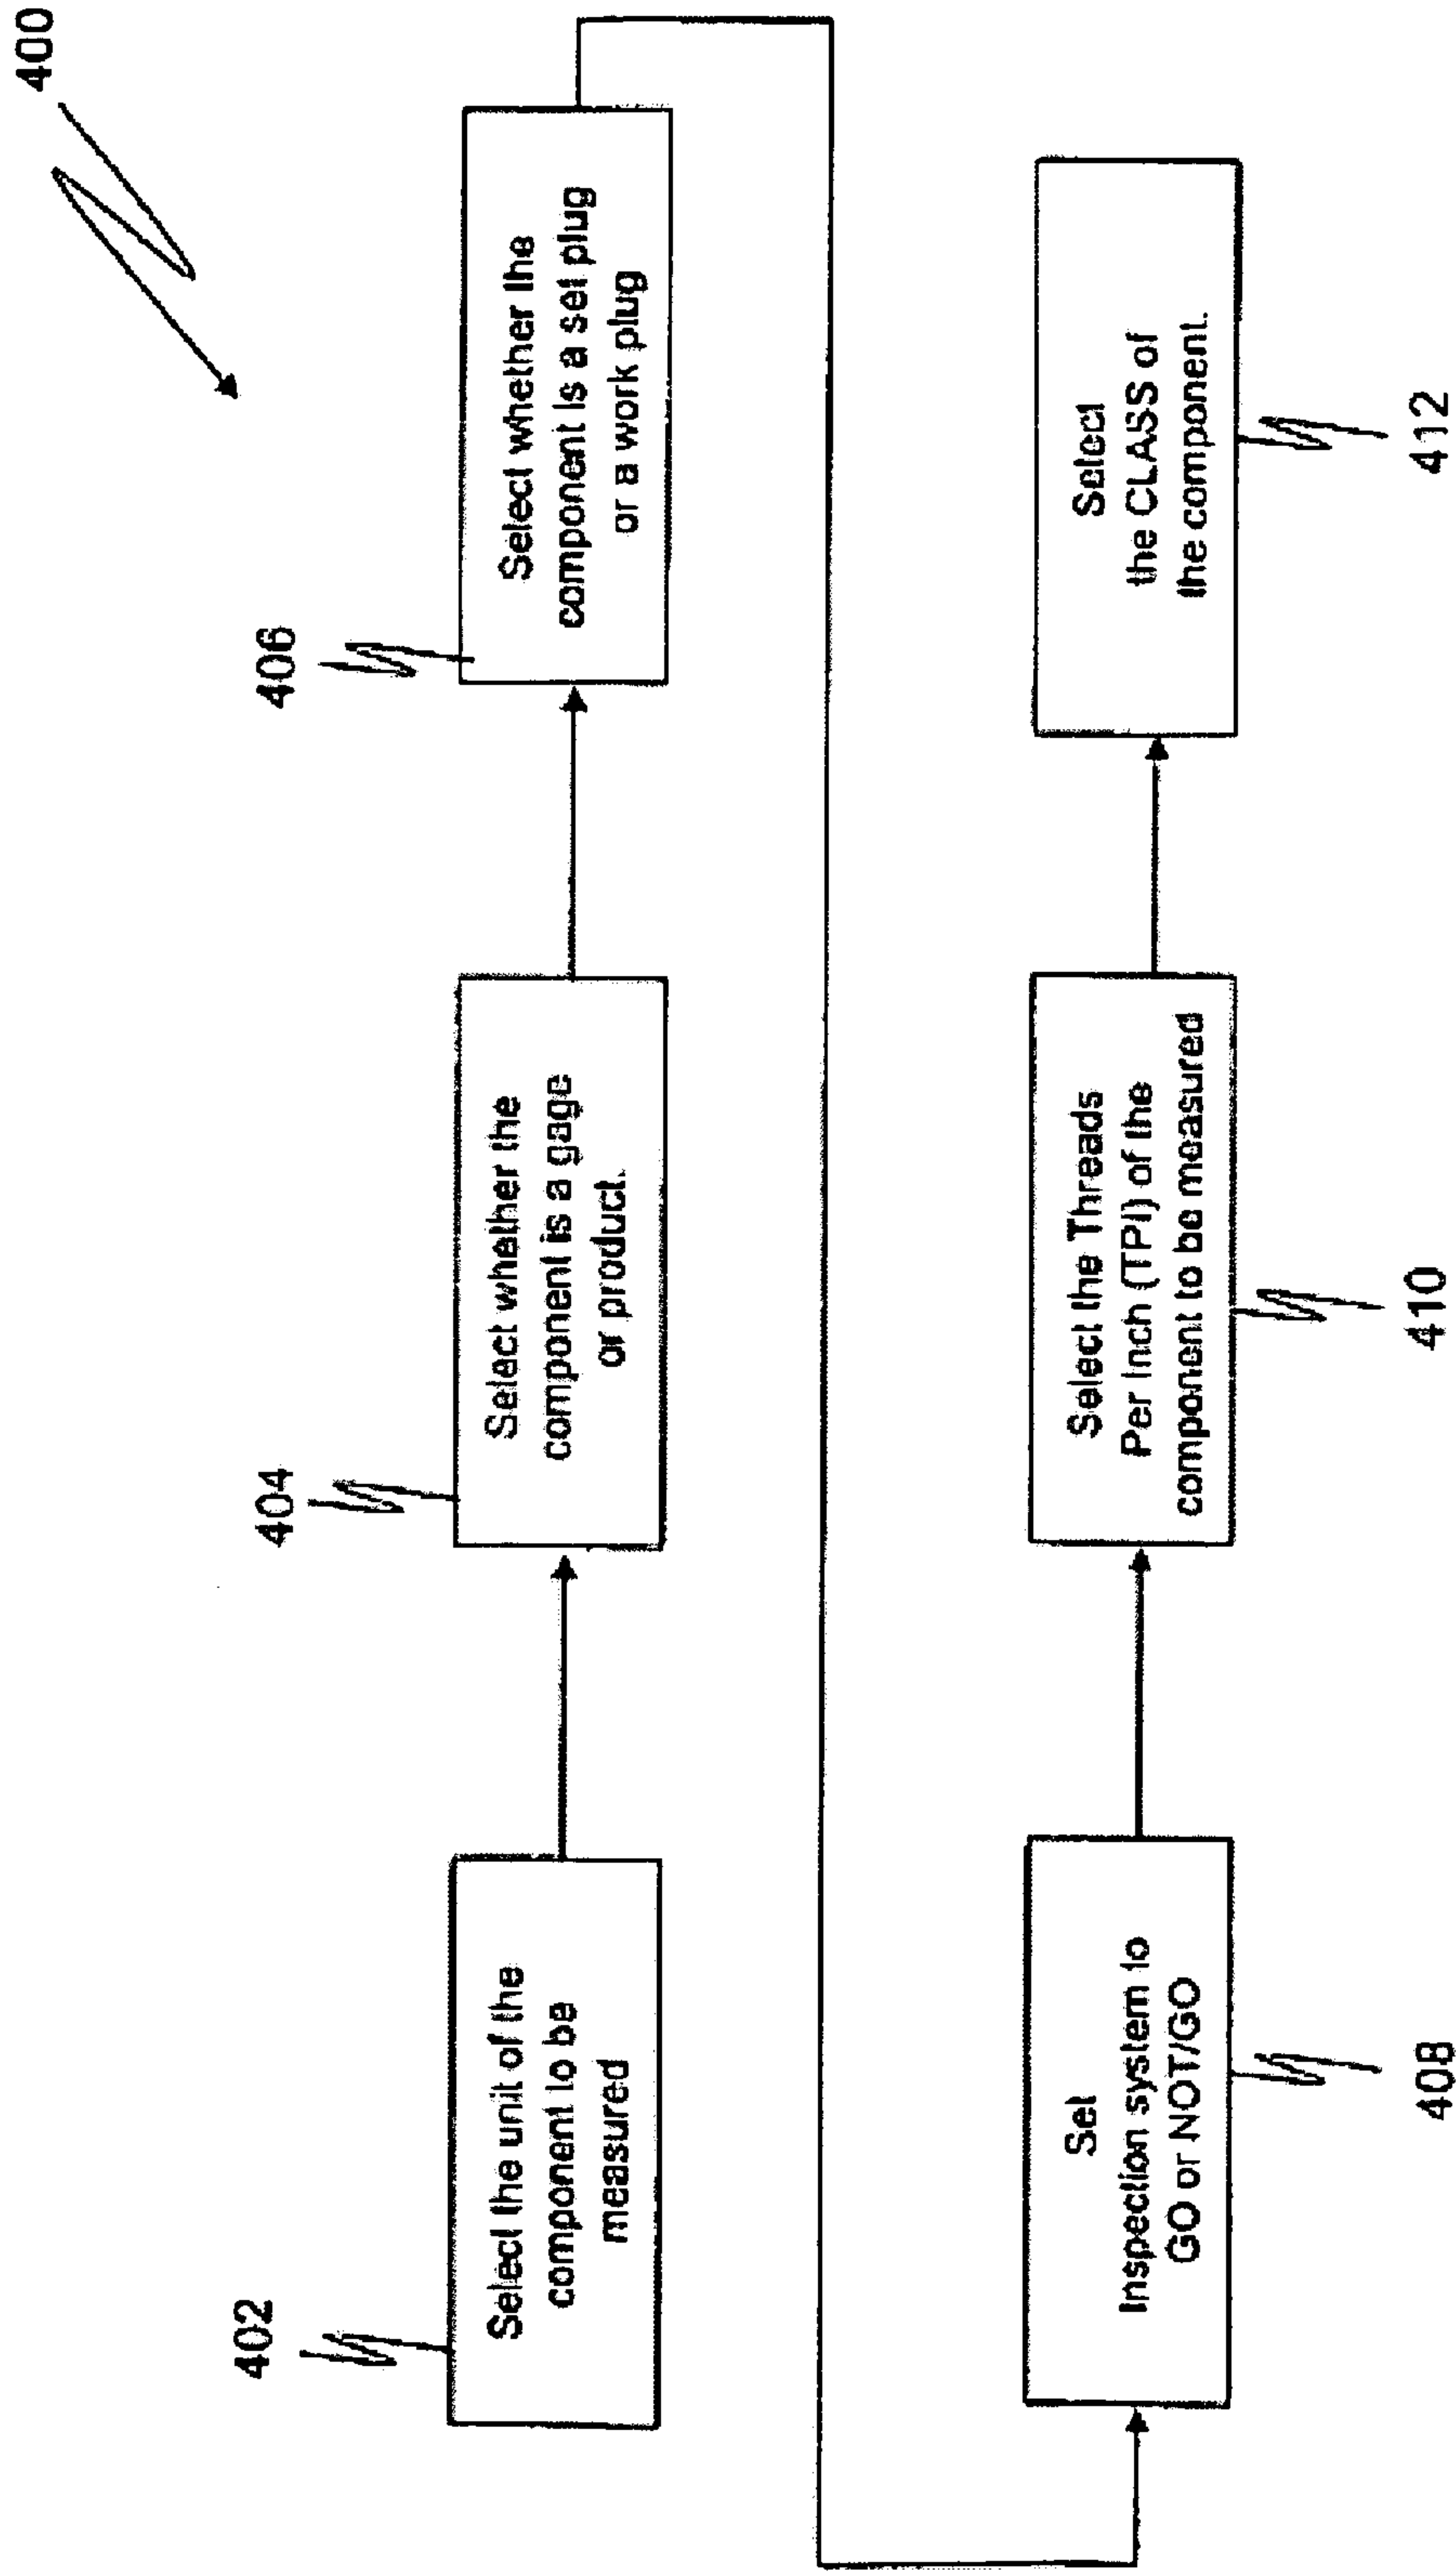 400
402
Select the unit of the
component to be
measured
404
Select whether the
component is a gage
or product.
406
Select whether the
component is a set plug
or a work plug
Set
Inspection system to
GO or NOT/GO
408
Select the Threads
Per Inch (TPI) of the
component to be measured
410
Select
the CLASS of
the component.
412